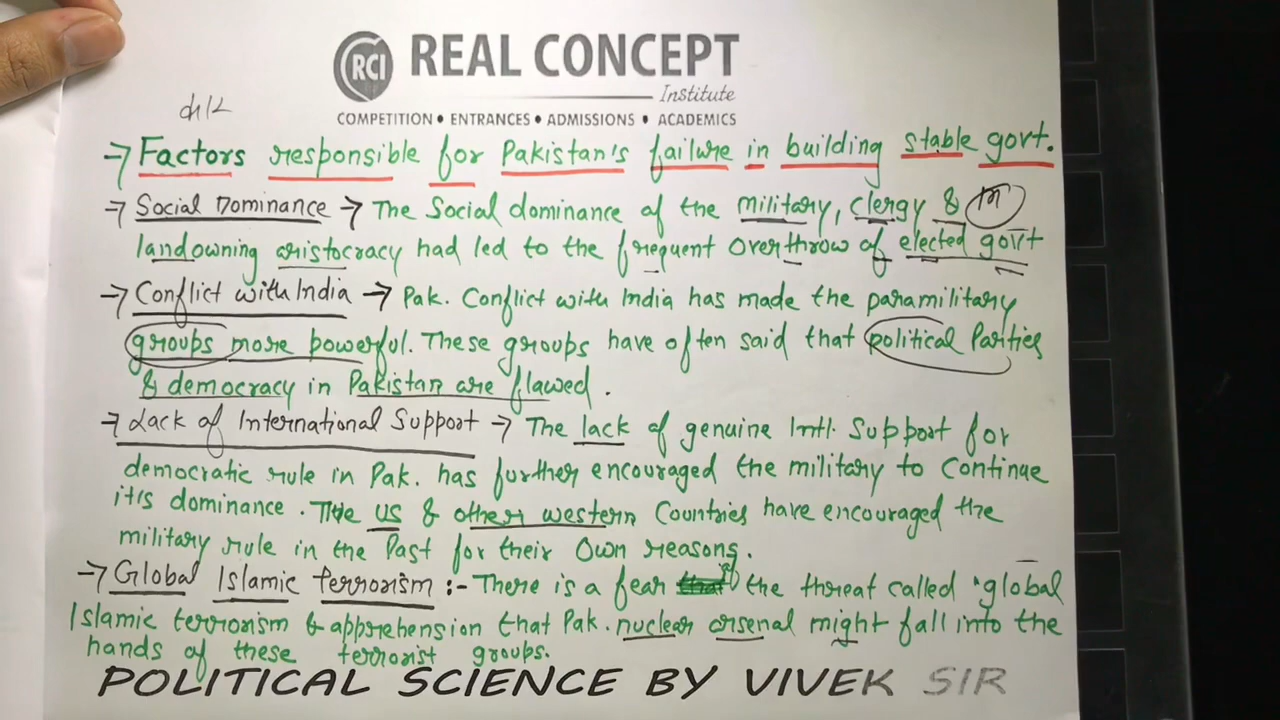 RCI REAL CONCEPT
Institute
COMPETITION • ENTRANCES • ADMISSIONS • ACADEMICS
→ Factors responsible for Pakistan's failure in building stable govt.
→ Social Dominance → The Social dominance of the military, clergy &
landowning aristocracy had led to the frequent overthrow of elected govt
→ Conflict with India → Pak. Conflict with India has made the paramilitary
groups more powerful. These groups have often said that political Parties
& democracy in Pakistan are flawed.
→ Lack of International Support → The lack of genuine Intl. Support for
democratic rule in Pak. has further encouraged the military to Continue
it's dominance. The US & other western Countries have encouraged the
military rule in the Past for their Own reasons.
→ Global Islamic terrorism :- There is a fear of the threat called 'global
Islamic terrorism & apprehension that Pak. nuclear arsenal might fall into the
hands of these terrorist groups.
POLITICAL SCIENCE BY VIVEK SIR